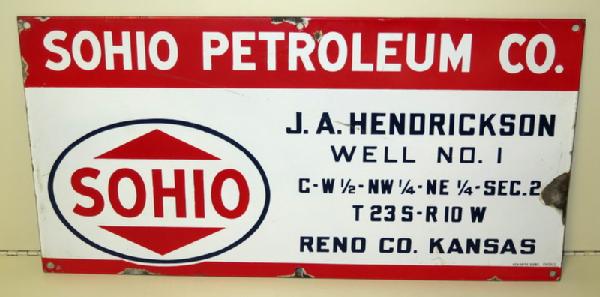 SOHIO PETROLEUM CO.
SOHIO
J. A. HENDRICKSON
WELL NO. 1
C-W ½-NW ¼-NE ¼-SEC. 2
T 23 S-R 10 W
RENO CO. KANSAS